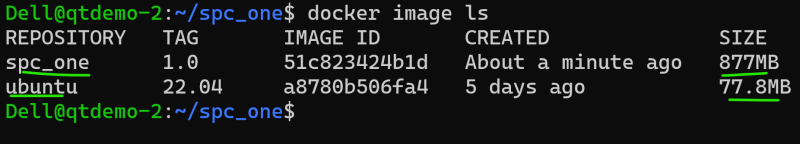 Dell@qtdemo-2:~/spc_one$ docker image ls
REPOSITORY   TAG       IMAGE ID       CREATED              SIZE
spc_one      1.0       51c823424b1d   About a minute ago   877MB
ubuntu       22.04     a8780b506fa4   5 days ago           77.8MB
Dell@qtdemo-2:~/spc_one$